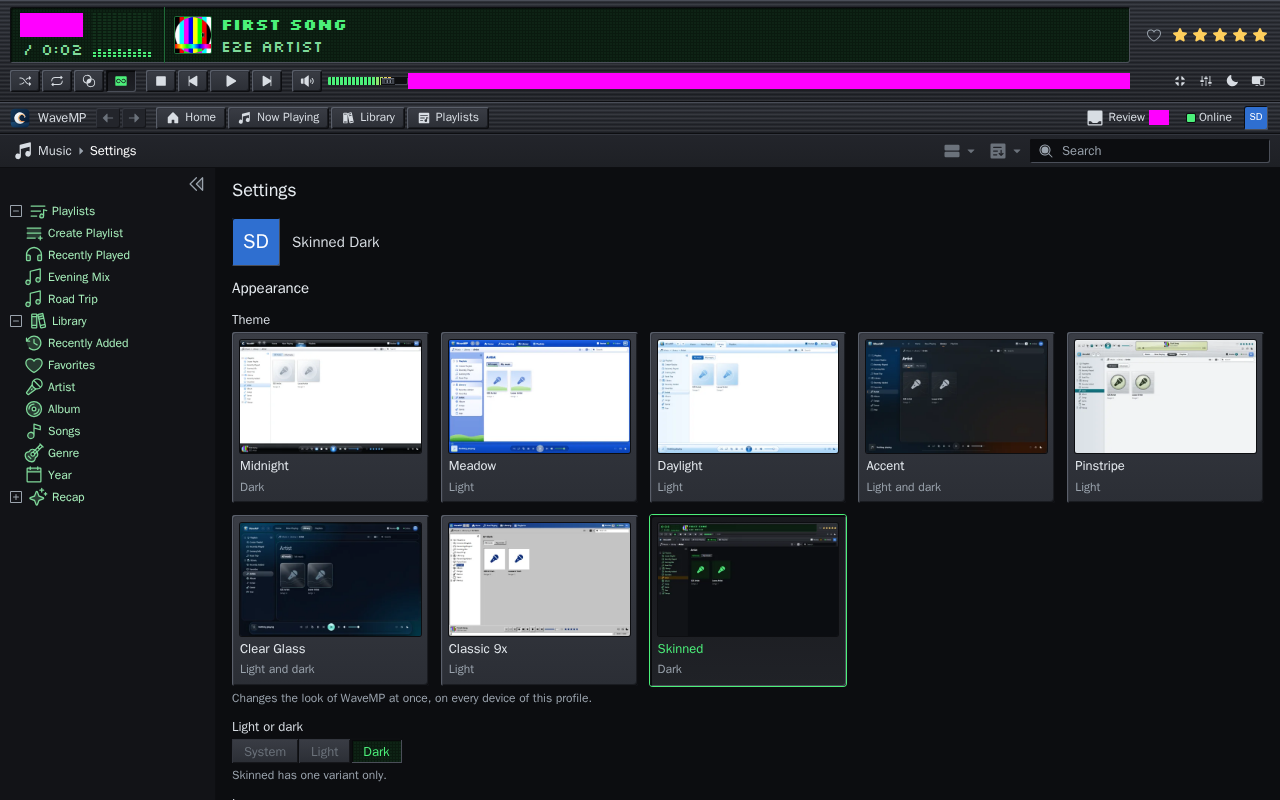 FIRST SONG
/ 0:02
E2E ARTIST
WaveMP
Home
Now Playing
Library
Playlists
Review
Online
SD
Music
Settings
Search
Settings
Playlists
Create Playlist
Recently Played
Evening Mix
Road Trip
Library
Recently Added
Favorites
Artist
Album
Songs
Genre
Year
Recap
SD
Skinned Dark
Appearance
Theme
Midnight
Dark
Meadow
Light
Daylight
Light
Accent
Light and dark
Pinstripe
Light
Clear Glass
Light and dark
Classic 9x
Light
Skinned
Dark
Changes the look of WaveMP at once, on every device of this profile.
Light or dark
System
Light
Dark
Skinned has one variant only.